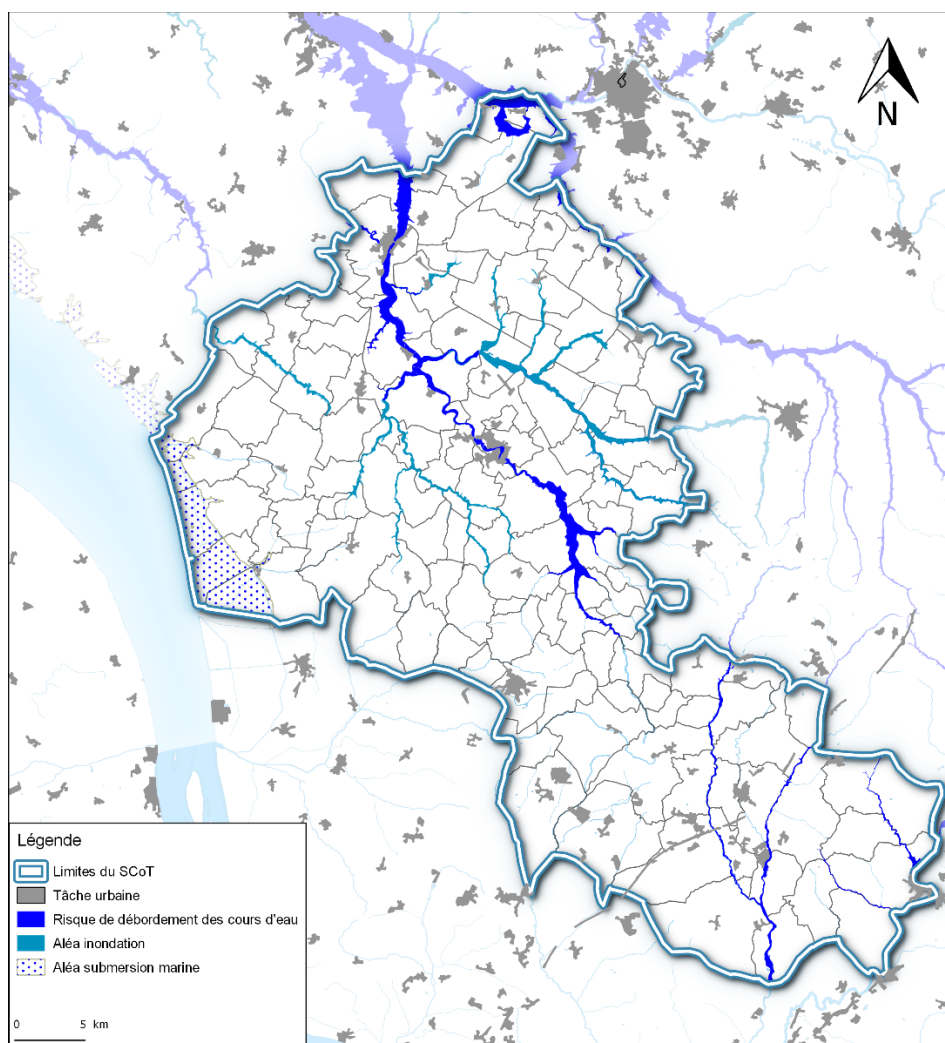 N
Légende
Limites du SCoT
Tâche urbaine
Risque de débordement des cours d'eau
Aléa inondation
Aléa submersion marine
0 5 km